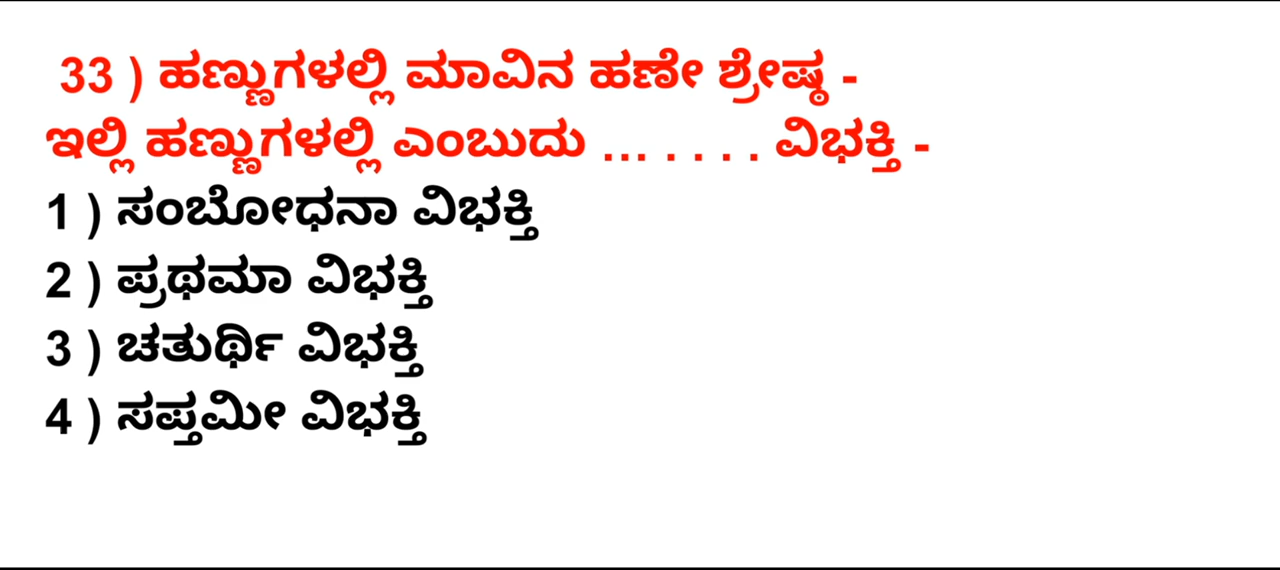 33 ) ಹಣ್ಣುಗಳಲ್ಲಿ ಮಾವಿನ ಹಣೇ ಶ್ರೇಷ್ಠ -
ಇಲ್ಲಿ ಹಣ್ಣುಗಳಲ್ಲಿ ಎಂಬುದು ... . . . . ವಿಭಕ್ತಿ -
1 ) ಸಂಬೋಧನಾ ವಿಭಕ್ತಿ
2 ) ಪ್ರಥಮಾ ವಿಭಕ್ತಿ
3 ) ಚತುರ್ಥಿ ವಿಭಕ್ತಿ
4 ) ಸಪ್ತಮೀ ವಿಭಕ್ತಿ